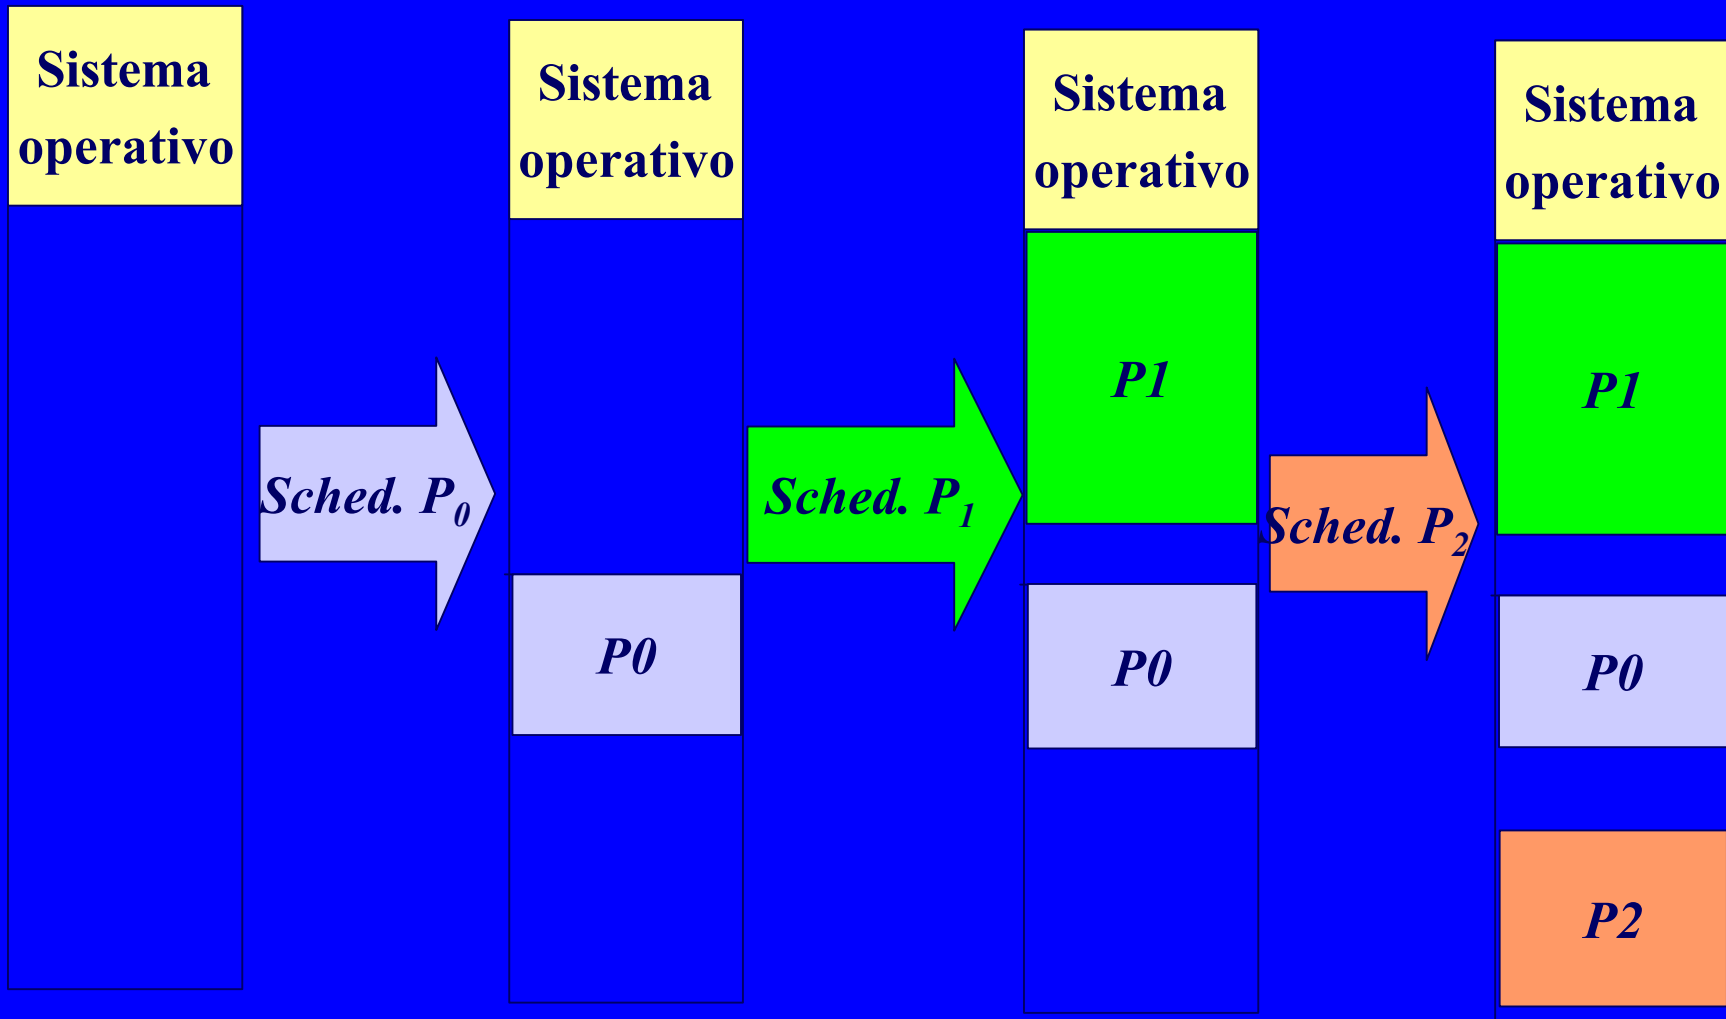 Sistema
operativo
Sched. P0
Sistema
operativo
P0
Sched. P1
Sistema
operativo
P1
P0
Sched. P2
Sistema
operativo
P1
P0
P2